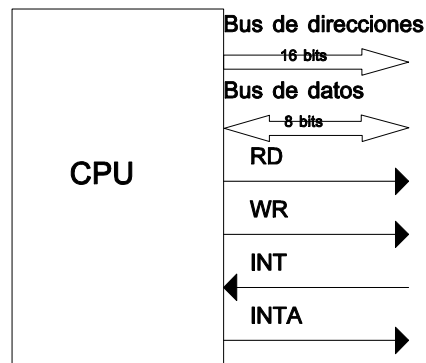 Bus de direcciones
16 bits
Bus de datos
8 bits
RD
CPU
WR
INT
INTA